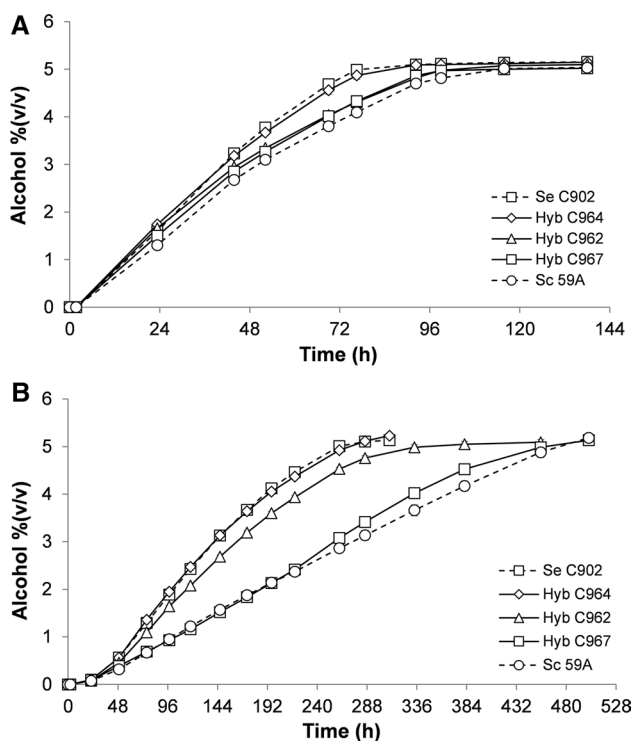 A
6
5
4
3
2
1
0
Alcohol %(v/v)
Se C902
Hyb C964
Hyb C962
Hyb C967
Sc 59A
0 24 48 72 96 120 144
Time (h)
B
6
5
4
3
2
1
0
Alcohol %(v/v)
Se C902
Hyb C964
Hyb C962
Hyb C967
Sc 59A
0 48 96 144 192 240 288 336 384 432 480 528
Time (h)